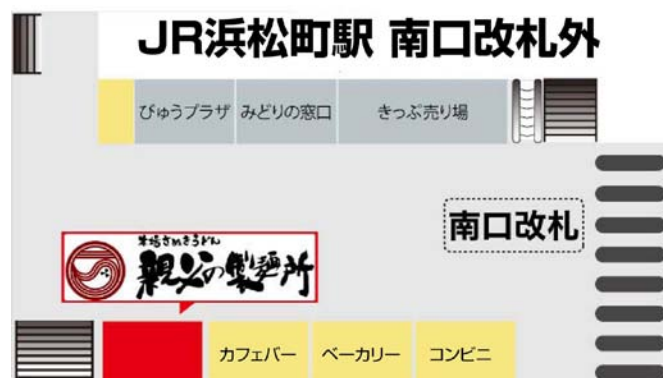 JR浜松町駅 南口改札外
びゅうプラザ みどりの窓口 きっぷ売り場
南口改札
本場さぬきうどん
親父の製麺所
カフェバー ベーカリー コンビニ